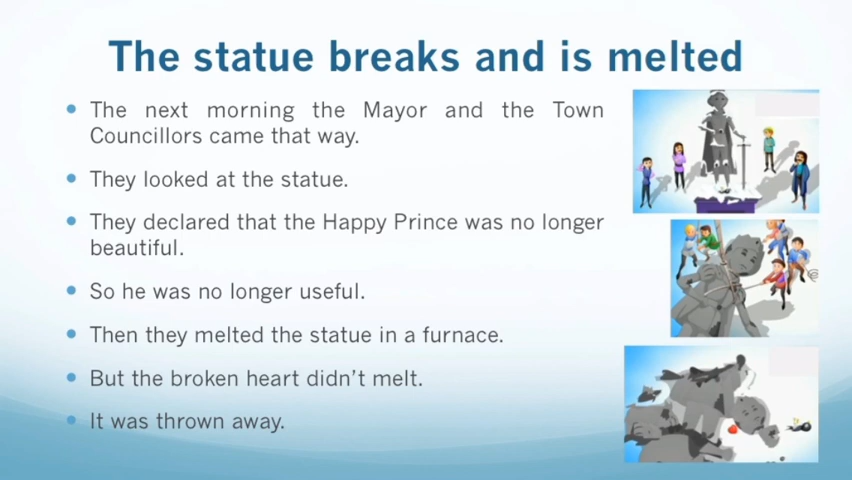 The statue breaks and is melted
The next morning the Mayor and the Town
Councillors came that way.
They looked at the statue.
They declared that the Happy Prince was no longer
beautiful.
So he was no longer useful.
Then they melted the statue in a furnace.
But the broken heart didn’t melt.
It was thrown away.